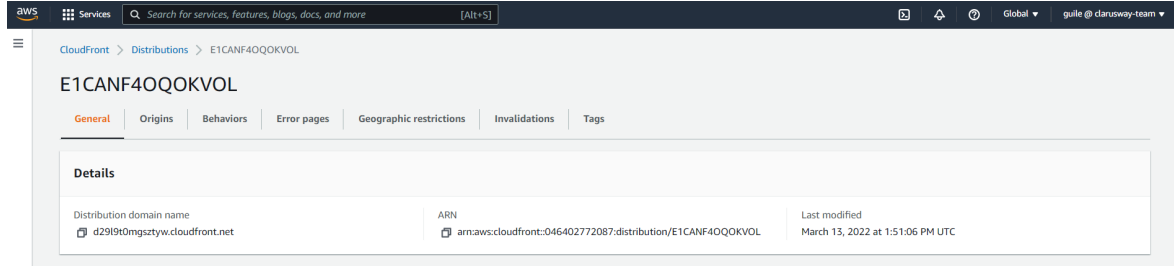 aws Services Search for services, features, blogs, docs, and more [Alt+S] Global ▼ guile @ clarusway-team ▼
CloudFront > Distributions > E1CANF4OQOKVOL
E1CANF4OQOKVOL
General Origins Behaviors Error pages Geographic restrictions Invalidations Tags
Details
Distribution domain name ARN Last modified
d29l9t0mgsztyw.cloudfront.net arn:aws:cloudfront::046402772087:distribution/E1CANF4OQOKVOL March 13, 2022 at 1:51:06 PM UTC